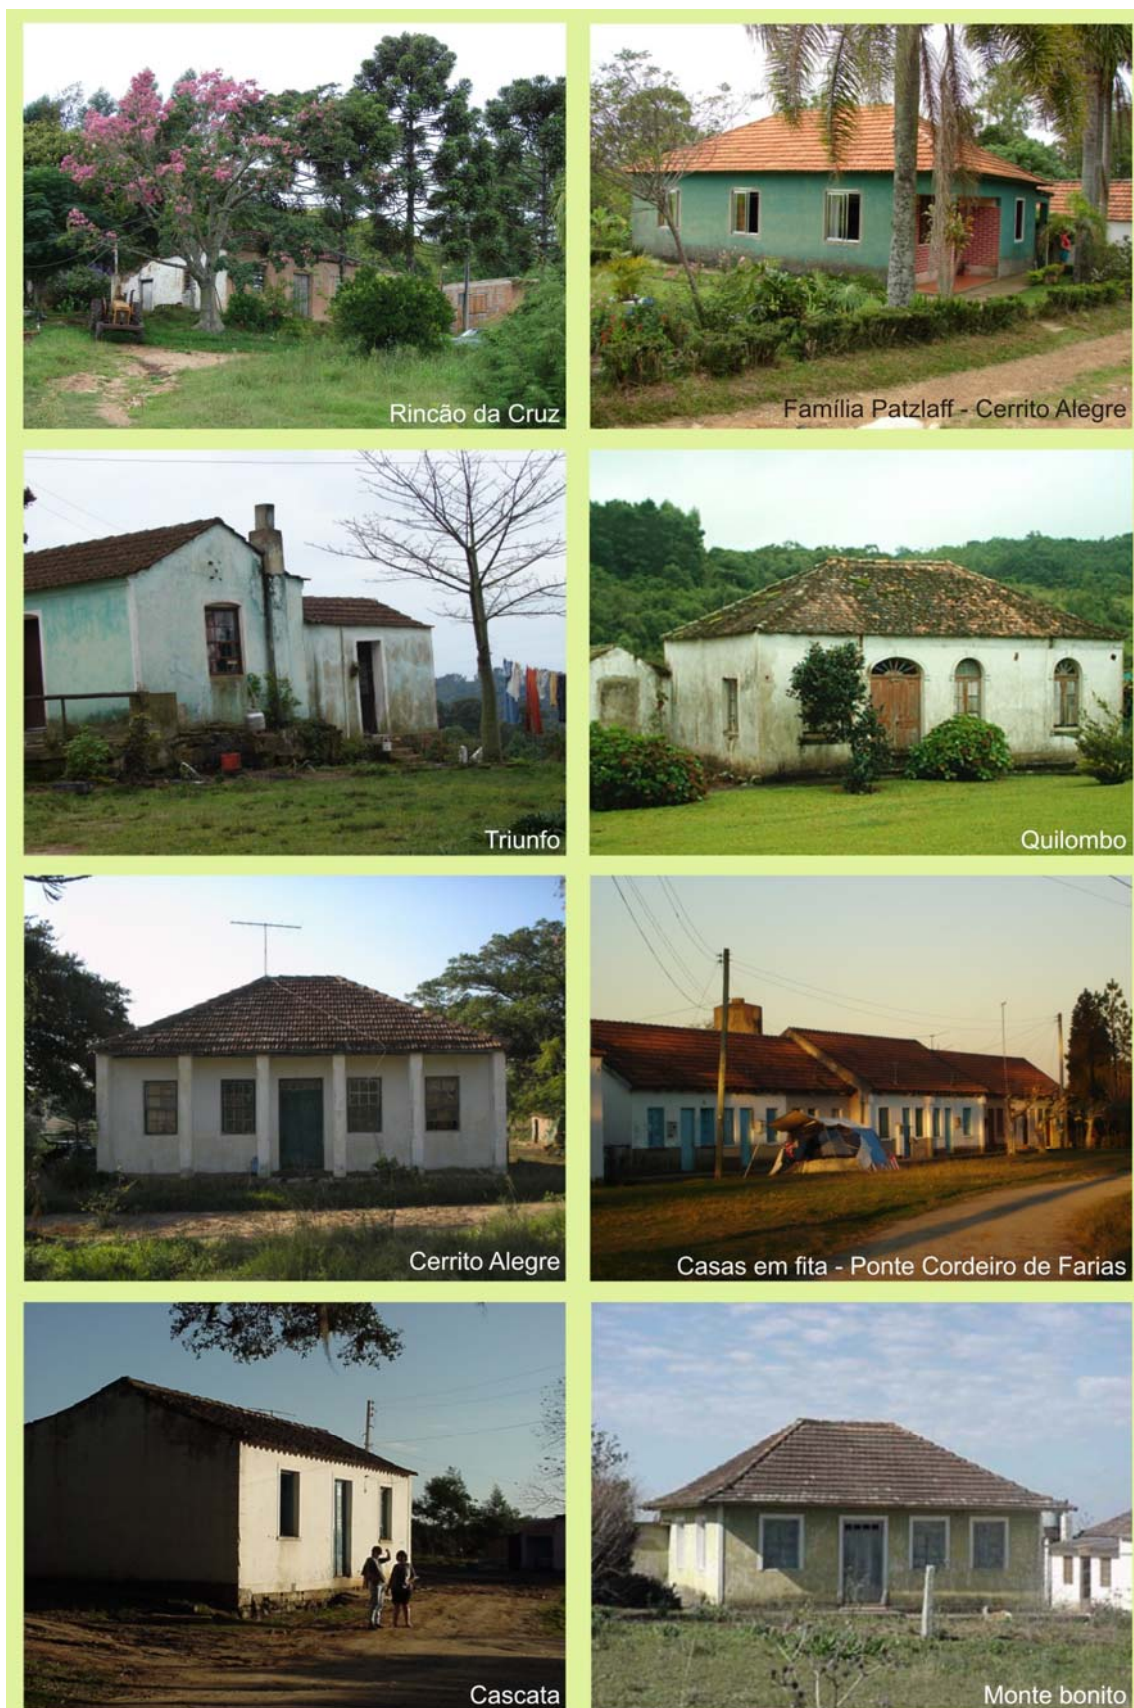 Rincão da Cruz
Família Patzlaff - Cerrito Alegre
Triunfo
Quilombo
Cerrito Alegre
Casas em fita - Ponte Cordeiro de Farias
Cascata
Monte bonito